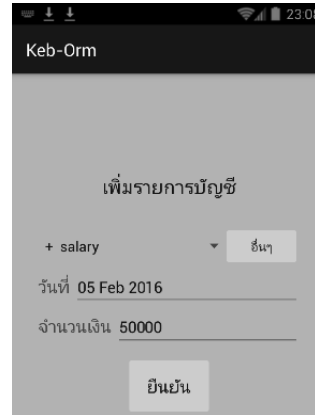 23:08
Keb-Orm
เพิ่มรายการบัญชี
+ salary อื่นๆ
วันที่ 05 Feb 2016
จำนวนเงิน 50000
ยืนยัน